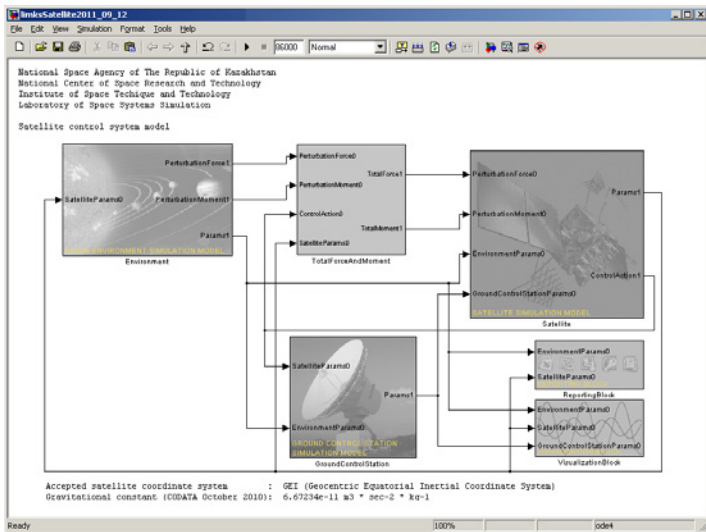 limksSatellite2011_09_12
File Edit View Simulation Format Tools Help
86000 Normal
National Space Agency of The Republic of Kazakhstan
National Center of Space Research and Technology
Institute of Space Techique and Technology
Laboratory of Space Systems Simulation
Satellite control system model
SatelliteParams0
PerturbationForce1
PerturbationMoment1
Params1
SPACE ENVIRONMENT SIMULATION MODEL
Environment
PerturbationForce0
PerturbationMoment0
ControlAction0
SatelliteParams0
TotalForce1
TotalMoment1
TotalForceAndMoment
PerturbationForce0
PerturbationMoment0
EnvironmentParams0
GroundControlStationParams0
Params1
ControlAction1
SATELLITE SIMULATION MODEL
Satellite
SatelliteParams0
EnvironmentParams0
Params1
GROUND CONTROL STATION
SIMULATION MODEL
GroundControlStation
EnvironmentParams0
SatelliteParams0
ReportingBlock
EnvironmentParams0
SatelliteParams0
GroundControlStationParams0
VisualizationBlock
Accepted satellite coordinate system : GEI (Geocentric Equatorial Inertial Coordinate System)
Gravitational constant (CODATA October 2010): 6.67234e-11 m3 * sec-2 * kg-1
Ready 100% ode4